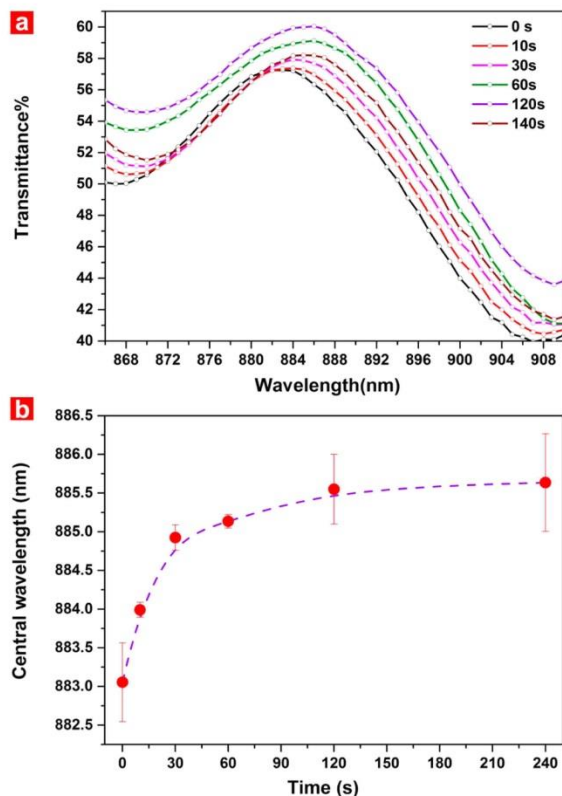 a
60
58
56
54
52
50
48
46
44
42
40
Transmittance%
0 s
10s
30s
60s
120s
140s
868 872 876 880 884 888 892 896 900 904 908
Wavelength(nm)
b
886.5
886.0
885.5
885.0
884.5
884.0
883.5
883.0
882.5
Central wavelength (nm)
0 30 60 90 120 150 180 210 240
Time (s)